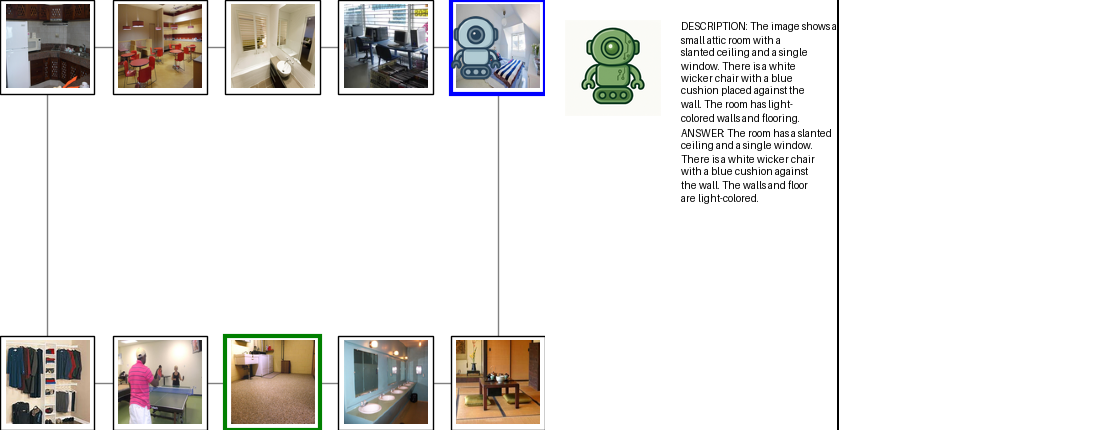 DESCRIPTION: The image shows a
small attic room with a
slanted ceiling and a single
window. There is a white
wicker chair with a blue
cushion placed against the
wall. The room has light-
colored walls and flooring.
ANSWER: The room has a slanted
ceiling and a single window.
There is a white wicker chair
with a blue cushion against
the wall. The walls and floor
are light-colored.